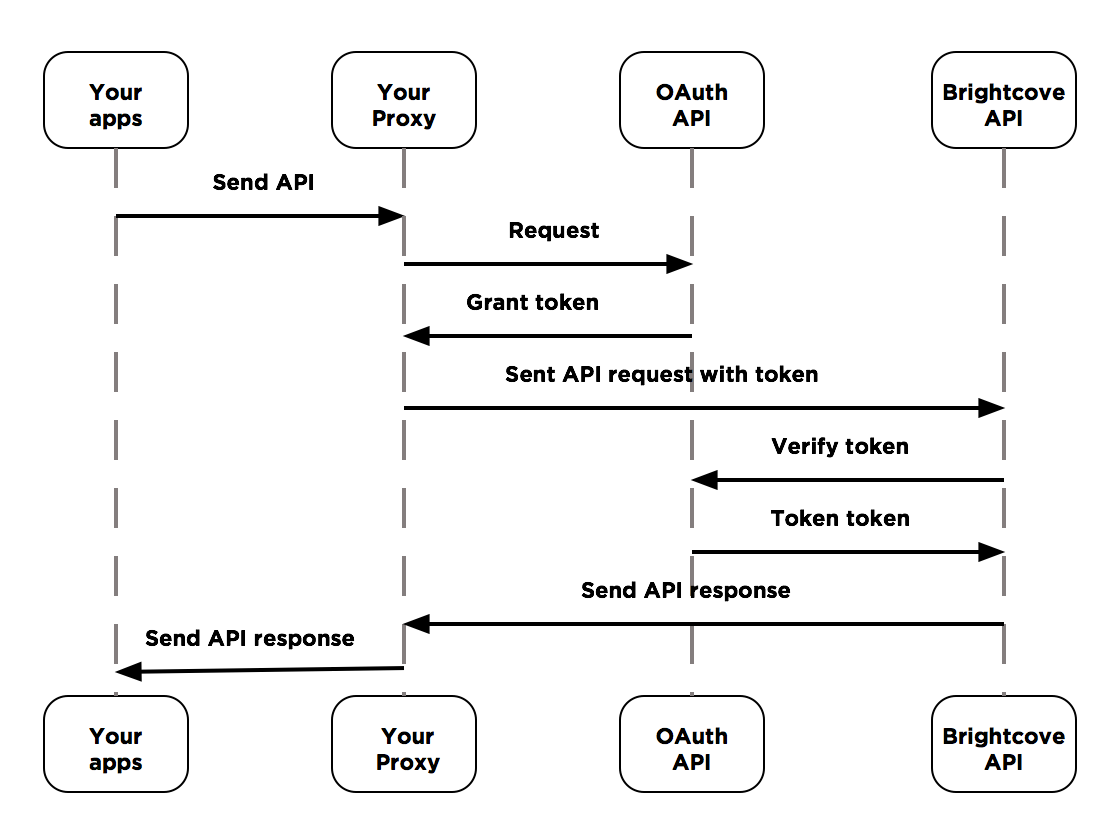 Your
apps
Your
Proxy
OAuth
API
Brightcove
API
Send API
Request
Grant token
Sent API request with token
Verify token
Token token
Send API response
Send API response
Your
apps
Your
Proxy
OAuth
API
Brightcove
API